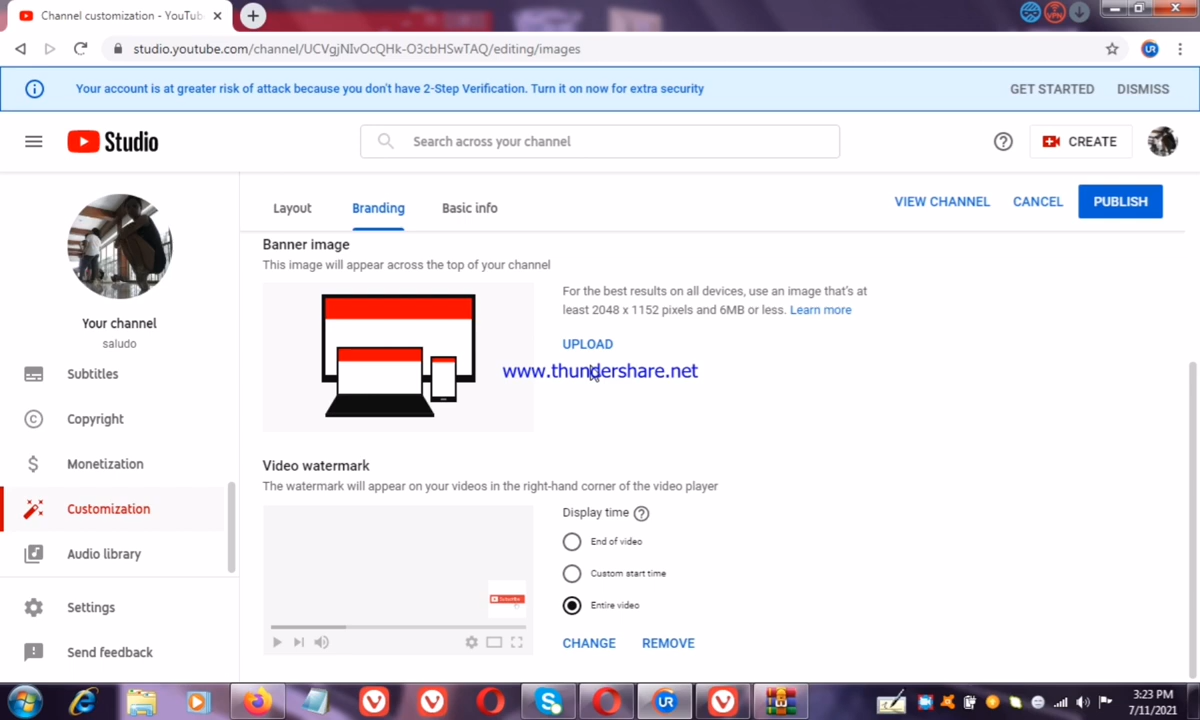 Channel customization - YouTub
studio.youtube.com/channel/UCVgjNIvOcQHk-O3cbHSwTAQ/editing/images
UR
VPN
Your account is at greater risk of attack because you don't have 2-Step Verification. Turn it on now for extra security
GET STARTED
DISMISS
Studio
Search across your channel
CREATE
Your channel
saludo
Subtitles
Copyright
Monetization
Customization
Audio library
Settings
Send feedback
Layout
Branding
Basic info
VIEW CHANNEL
CANCEL
PUBLISH
Banner image
This image will appear across the top of your channel
For the best results on all devices, use an image that's at
least 2048 x 1152 pixels and 6MB or less. Learn more
UPLOAD
www.thundershare.net
Video watermark
The watermark will appear on your videos in the right-hand corner of the video player
Display time
End of video
Custom start time
Entire video
CHANGE
REMOVE
UR
3:23 PM
7/11/2021